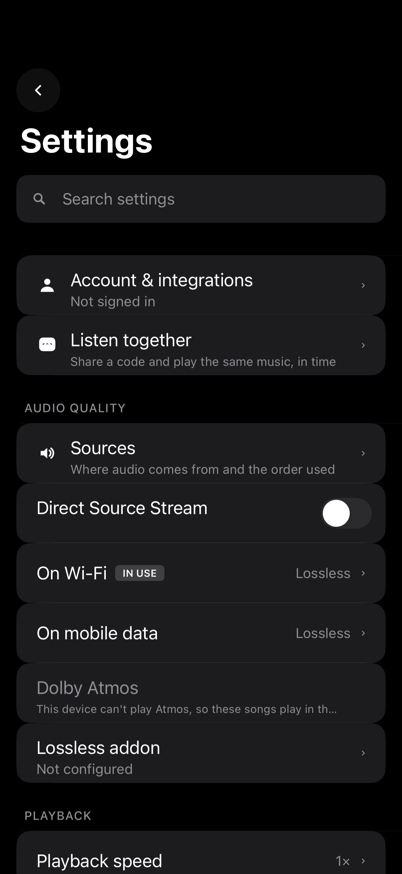 Settings
Search settings
Account & integrations
Not signed in
Listen together
Share a code and play the same music, in time
AUDIO QUALITY
Sources
Where audio comes from and the order used
Direct Source Stream
On Wi-Fi IN USE Lossless
On mobile data Lossless
Dolby Atmos
This device can't play Atmos, so these songs play in th...
Lossless addon
Not configured
PLAYBACK
Playback speed 1×